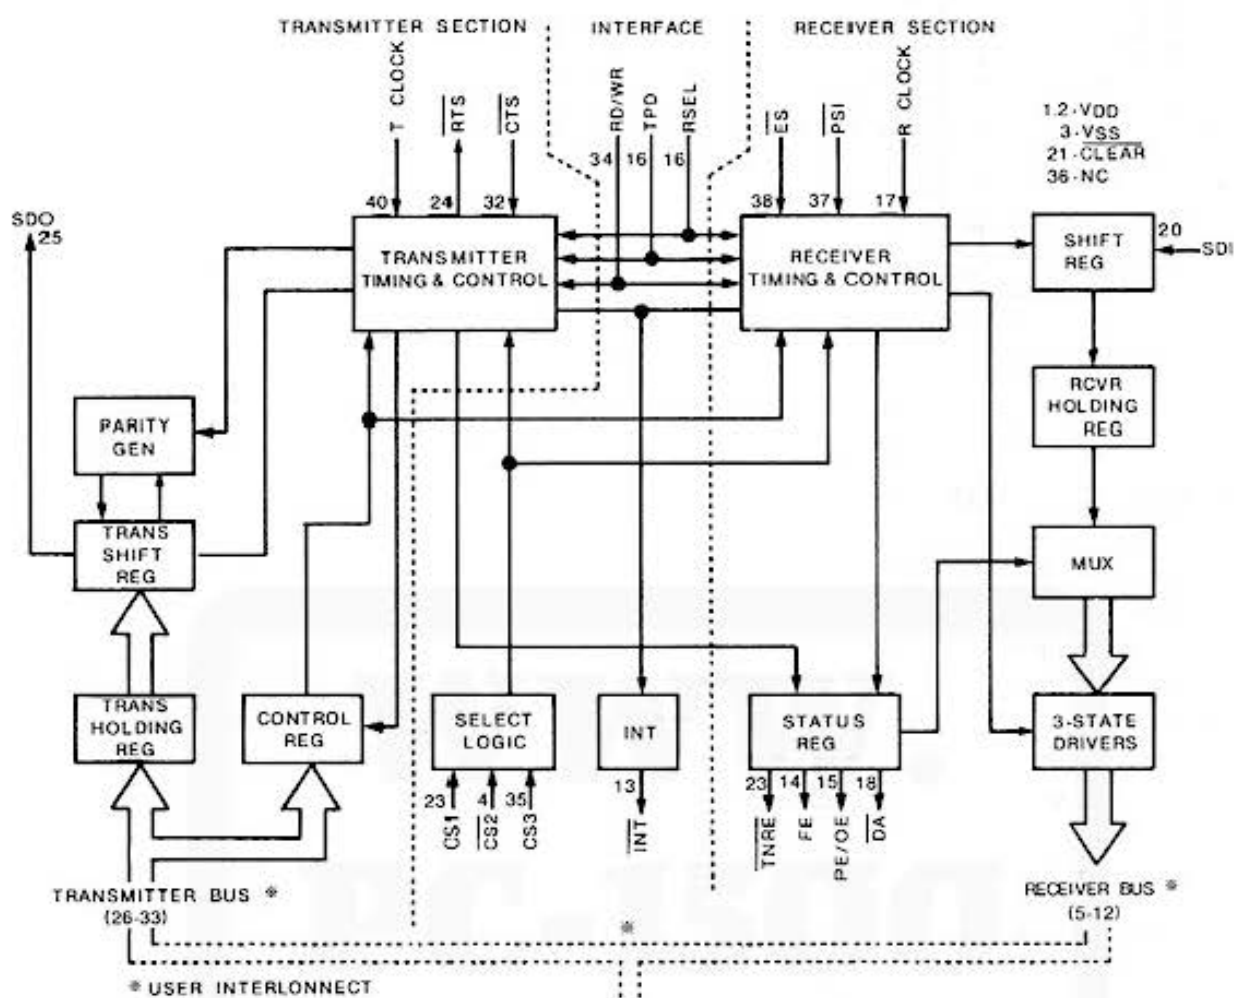 TRANSMITTER SECTION
INTERFACE
RECEIVER SECTION
T CLOCK
RTS
CTS
RD/WR
TPD
RSEL
ES
PSI
R CLOCK
1.2-VDD
3-VSS
21-CLEAR
36-NC
34
16
16
40
24
32
38
37
17
SDO
25
TRANSMITTER
TIMING & CONTROL
RECEIVER
TIMING & CONTROL
SHIFT
REG
20
SDI
PARITY
GEN
RCVR
HOLDING
REG
TRANS
SHIFT
REG
MUX
TRANS
HOLDING
REG
CONTROL
REG
SELECT
LOGIC
INT
STATUS
REG
3-STATE
DRIVERS
23
4
35
13
23
14
15
18
CS1
CS2
CS3
INT
TNRE
FE
PE/OE
DA
TRANSMITTER BUS *
(26-33)
RECEIVER BUS *
(5-12)
*
* USER INTERLONNECT